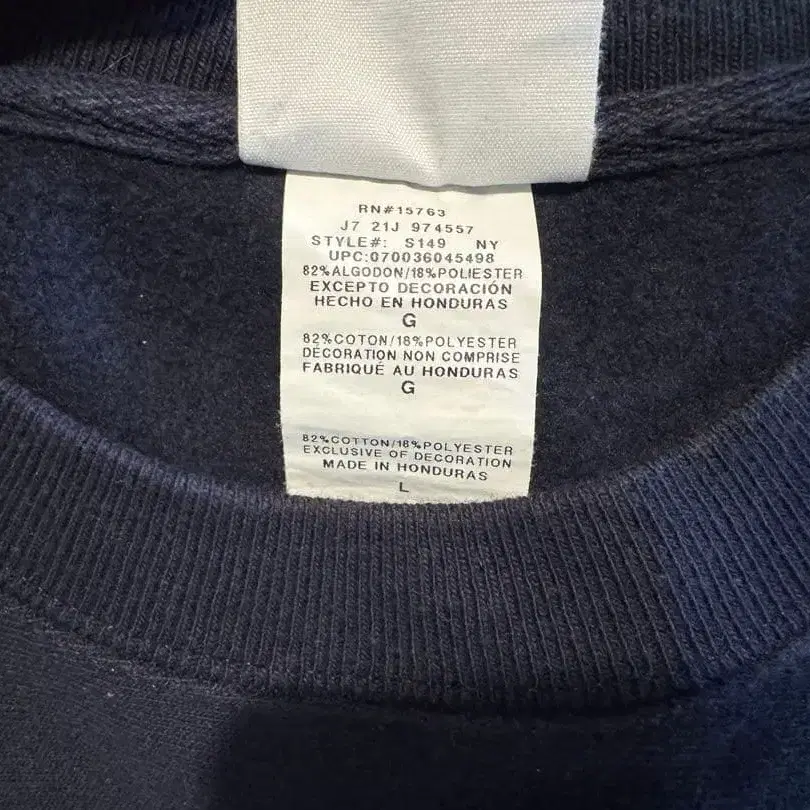 RN#15763
J7 21J 974557
STYLE#: S149 NY
UPC:070036045498
82%ALGODON/18%POLIESTER
EXCEPTO DECORACIÓN
HECHO EN HONDURAS
G
82%COTON/18%POLYESTER
DÉCORATION NON COMPRISE
FABRIQUÉ AU HONDURAS
G
82%COTTON/18%POLYESTER
EXCLUSIVE OF DECORATION
MADE IN HONDURAS
L